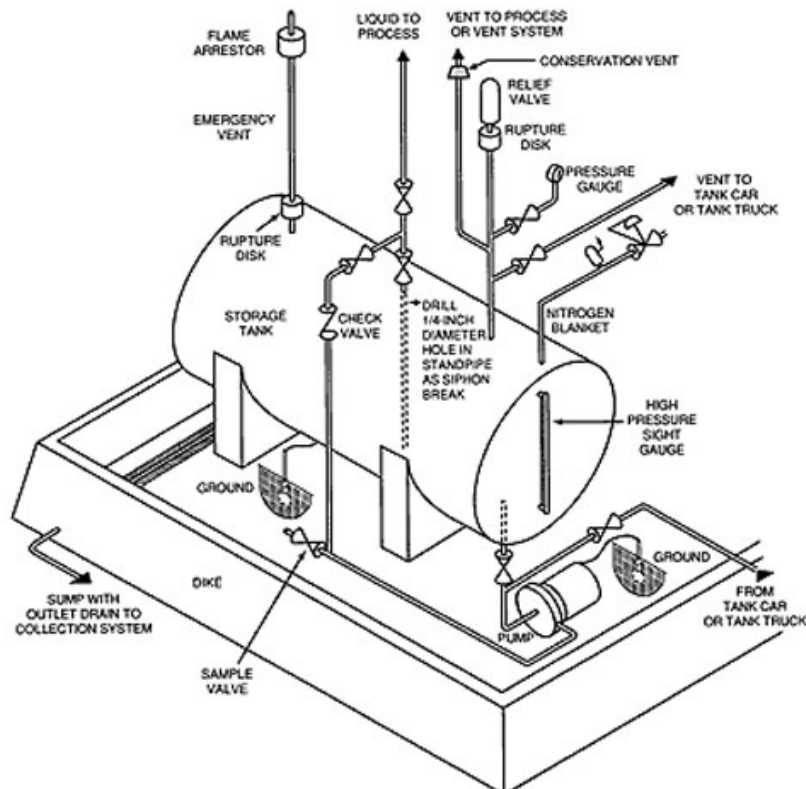 FLAME
ARRESTOR
LIQUID TO
PROCESS
VENT TO PROCESS
OR VENT SYSTEM
CONSERVATION VENT
RELIEF
VALVE
RUPTURE
DISK
EMERGENCY
VENT
PRESSURE
GAUGE
VENT TO
TANK CAR
OR TANK TRUCK
RUPTURE
DISK
STORAGE
TANK
CHECK
VALVE
DRILL
1/4-INCH
DIAMETER
HOLE IN
STANDPIPE
AS SIPHON
BREAK
NITROGEN
BLANKET
HIGH
PRESSURE
SIGHT
GAUGE
GROUND
GROUND
DIKE
SUMP WITH
OUTLET DRAIN TO
COLLECTION SYSTEM
PUMP
FROM
TANK CAR
OR TANK TRUCK
SAMPLE
VALVE